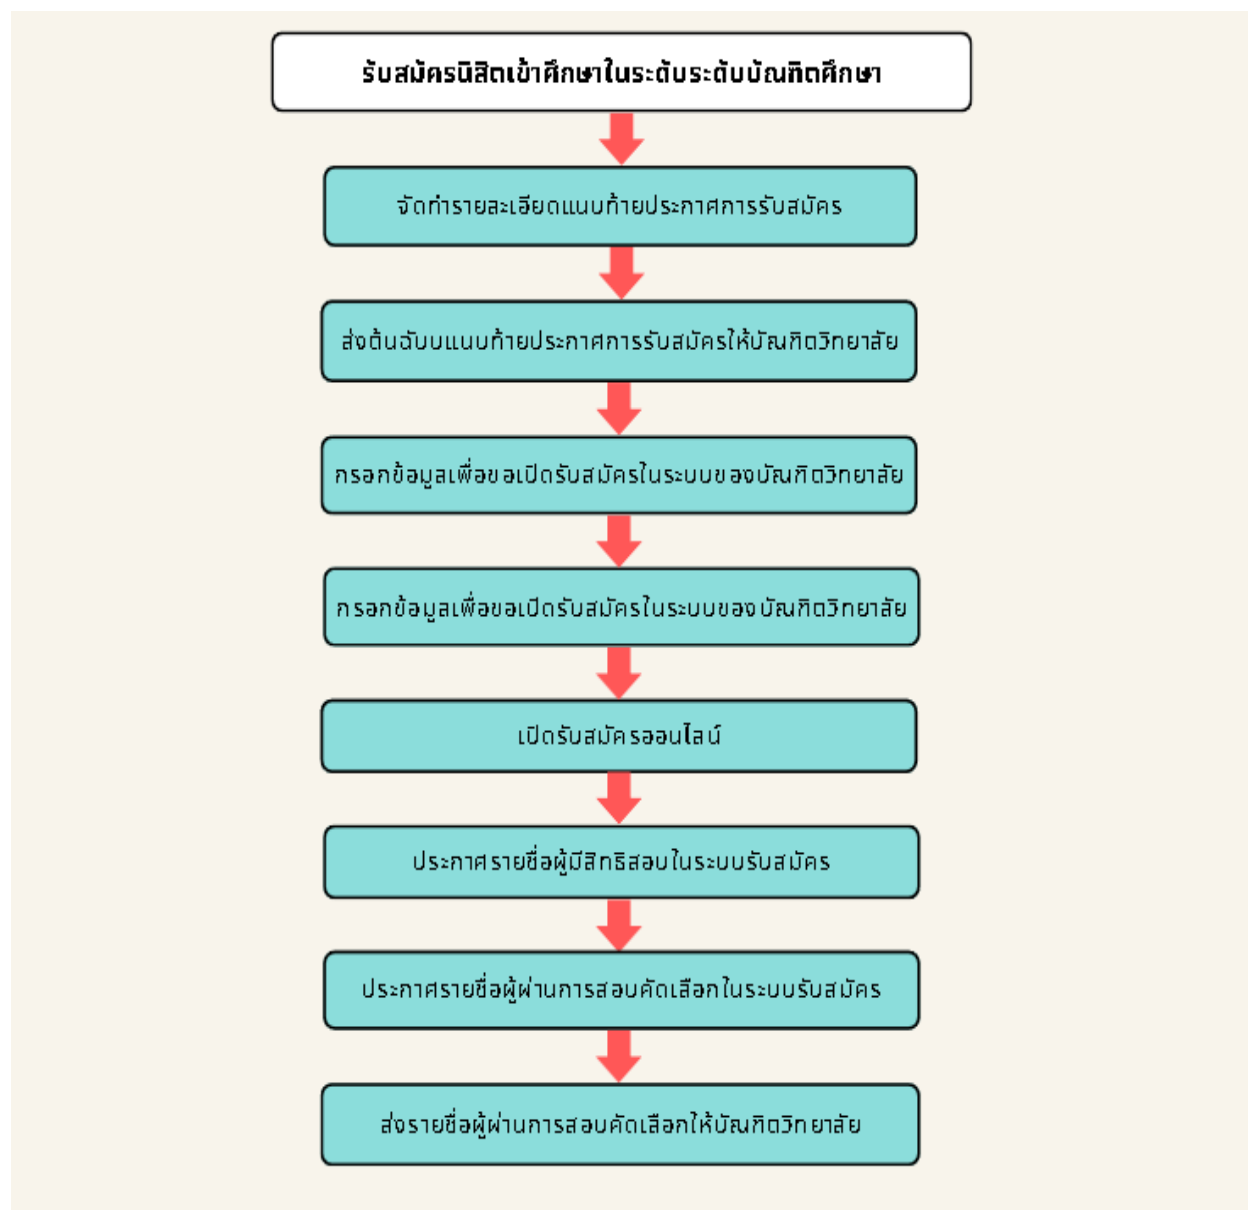 รับสมัครนิสิตเข้าศึกษาในระดับระดับบัณฑิตศึกษา
จัดทำรายละเอียดแนบท้ายประกาศการรับสมัคร
ส่งต้นฉบับบแนบท้ายประกาศการรับสมัครให้บัณฑิตวิทยาลัย
กรอกข้อมูลเพื่อขอเปิดรับสมัครในระบบของบัณฑิตวิทยาลัย
กรอกข้อมูลเพื่อขอเปิดรับสมัครในระบบของบัณฑิตวิทยาลัย
เปิดรับสมัครออนไลน์
ประกาศรายชื่อผู้มีสิทธิสอบในระบบรับสมัคร
ประกาศรายชื่อผู้ผ่านการสอบคัดเลือกในระบบรับสมัคร
ส่งรายชื่อผู้ผ่านการสอบคัดเลือกให้บัณฑิตวิทยาลัย